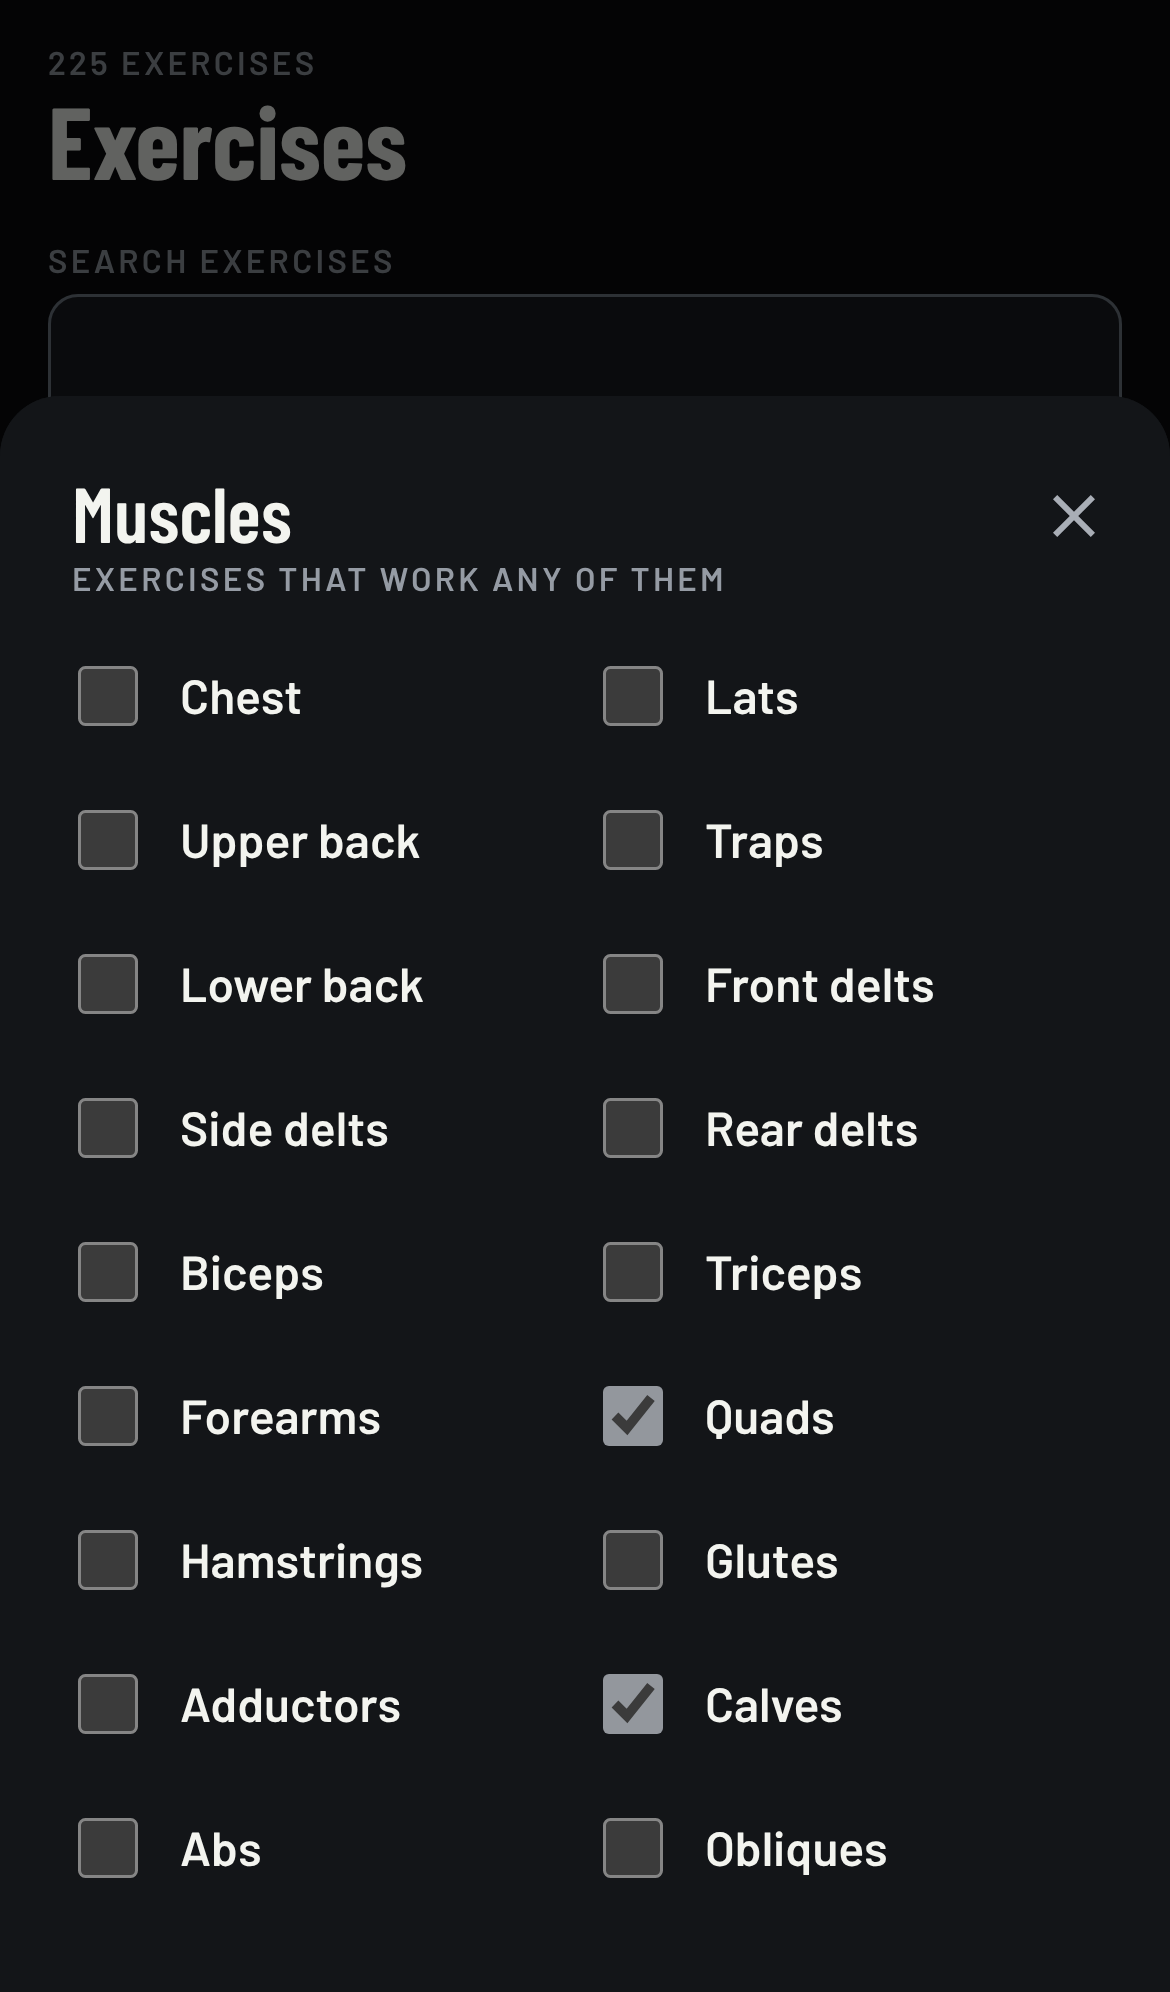 225 EXERCISES
Exercises
SEARCH EXERCISES
Muscles
EXERCISES THAT WORK ANY OF THEM
Chest
Lats
Upper back
Traps
Lower back
Front delts
Side delts
Rear delts
Biceps
Triceps
Forearms
Quads
Hamstrings
Glutes
Adductors
Calves
Abs
Obliques